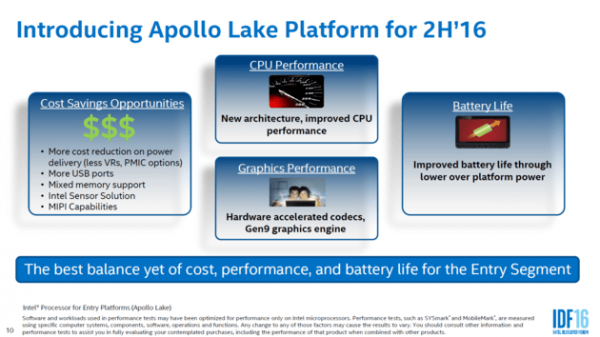 Introducing Apollo Lake Platform for 2H'16
Cost Savings Opportunities
$$$
• More cost reduction on power
delivery (less VRs, PMIC options)
• More USB ports
• Mixed memory support
• Intel Sensor Solution
• MIPI Capabilities
CPU Performance
New architecture, improved CPU
performance
Graphics Performance
Hardware accelerated codecs,
Gen9 graphics engine
Battery Life
Improved battery life through
lower over platform power
The best balance yet of cost, performance, and battery life for the Entry Segment
Intel® Processor for Entry Platforms (Apollo Lake)
Software and workloads used in performance tests may have been optimized for performance only on Intel microprocessors. Performance tests, such as SYSmark* and MobileMark*, are measured
using specific computer systems, components, software, operations and functions. Any change to any of those factors may cause the results to vary. You should consult other information and
performance tests to assist you in fully evaluating your contemplated purchases, including the performance of that product when combined with other products.
10
IDF16
INTEL DEVELOPER FORUM